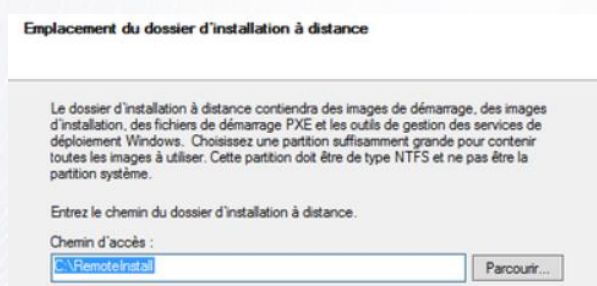 Emplacement du dossier d'installation à distance
Le dossier d'installation à distance contiendra des images de démarrage, des images
d'installation, des fichiers de démarrage PXE et les outils de gestion des services de
déploiement Windows. Choisissez une partition suffisamment grande pour contenir
toutes les images à utiliser. Cette partition doit être de type NTFS et ne pas être la
partition système.
Entrez le chemin du dossier d'installation à distance.
Chemin d'accès :
C:\RemoteInstall
Parcourir...